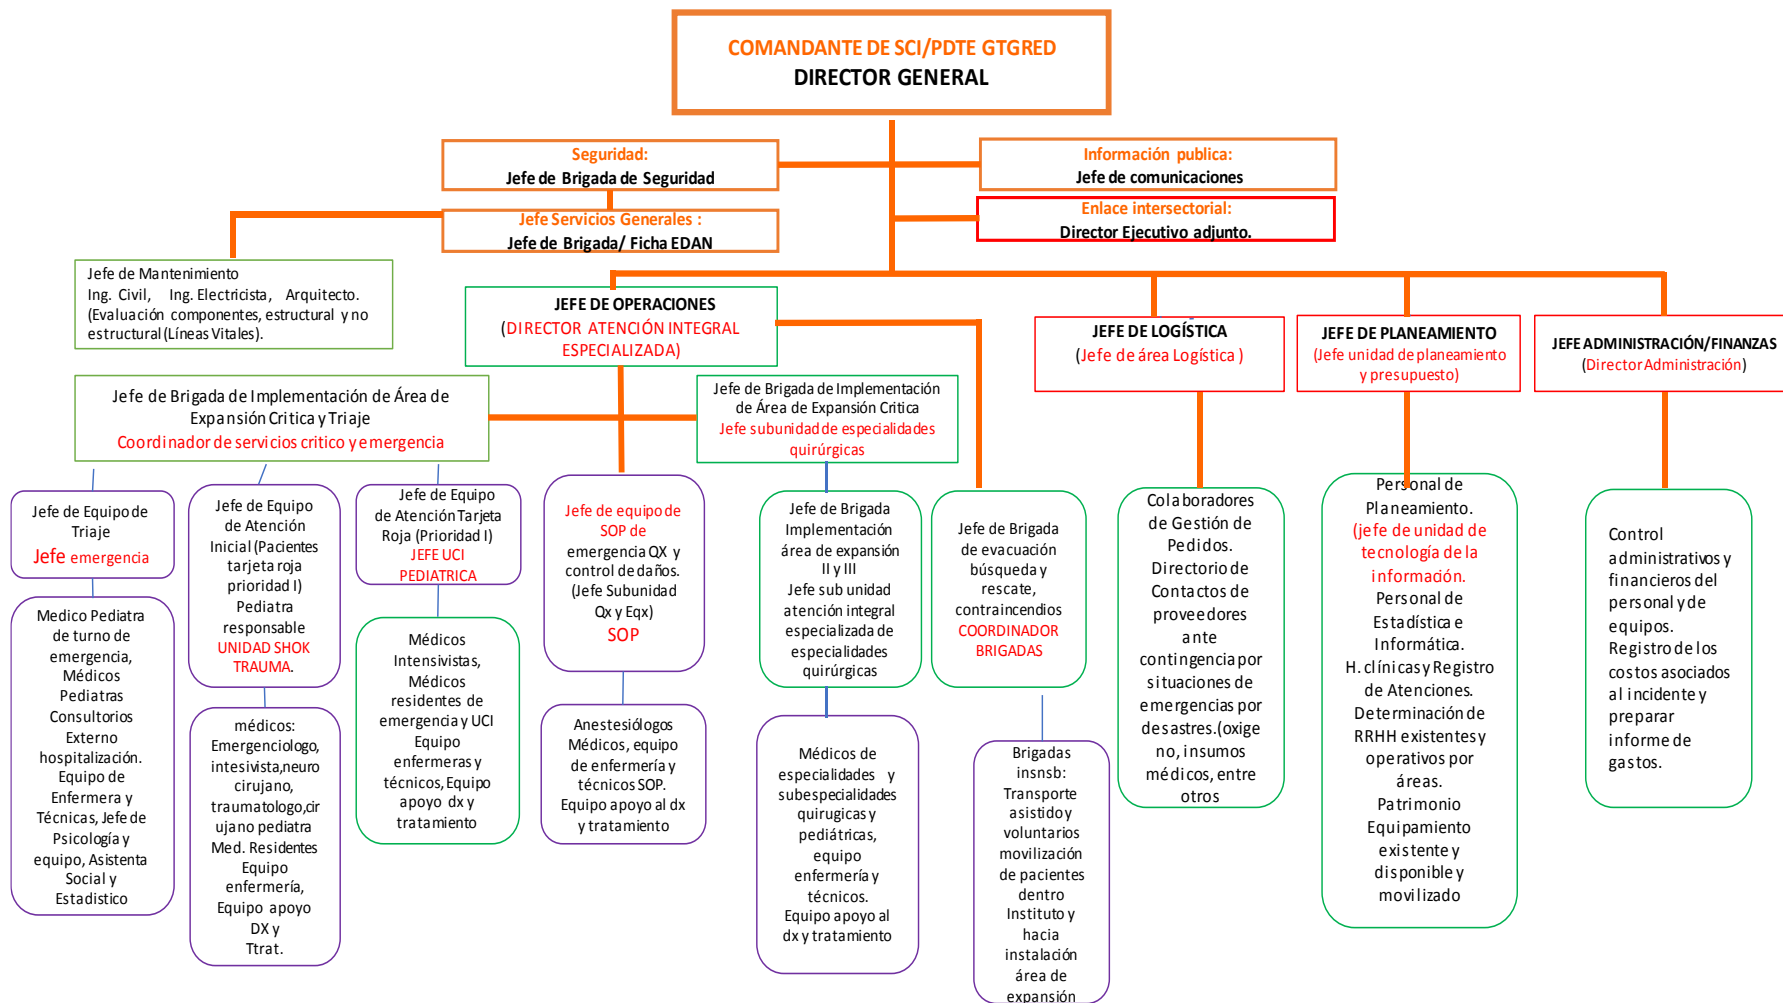 COMANDANTE DE SCI/PDTE GTGRED
DIRECTOR GENERAL
Seguridad:
Jefe de Brigada de Seguridad
Información publica:
Jefe de comunicaciones
Jefe Servicios Generales :
Jefe de Brigada/ Ficha EDAN
Enlace intersectorial:
Director Ejecutivo adjunto.
Jefe de Mantenimiento
Ing. Civil, Ing. Electricista, Arquitecto.
(Evaluación componentes, estructural y no
estructural (Líneas Vitales).
JEFE DE OPERACIONES
(DIRECTOR ATENCIÓN INTEGRAL
ESPECIALIZADA)
JEFE DE LOGÍSTICA
(Jefe de área Logística )
JEFE DE PLANEAMIENTO
(Jefe unidad de planeamiento
y presupuesto)
JEFE ADMINISTRACIÓN/FINANZAS
(Director Administración)
Jefe de Brigada de Implementación de Área de
Expansión Critica y Triaje
Coordinador de servicios critico y emergencia
Jefe de Brigada de Implementación
de Área de Expansión Critica
Jefe subunidad de especialidades
quirúrgicas
Jefe de Equipo de
Triaje
Jefe emergencia
Jefe de Equipo
de Atención
Inicial (Pacientes
tarjeta roja
prioridad I)
Pediatra
responsable
UNIDAD SHOK
TRAUMA.
Jefe de Equipo
de Atención Tarjeta
Roja (Prioridad I)
JEFE UCI
PEDIATRICA
Jefe de equipo de
SOP de
emergencia QX y
control de daños.
(Jefe Subunidad
Qx y Eqx)
SOP
Jefe de Brigada
Implementación
área de expansión
II y III
Jefe sub unidad
atención integral
especializada de
especialidades
quirúrgicas
Jefe de Brigada
de evacuación
búsqueda y
rescate,
contraincendios
COORDINADOR
BRIGADAS
Colaboradores
de Gestión de
Pedidos.
Directorio de
Contactos de
proveedores
ante
contingencia por
situaciones de
emergencias por
desastres.(oxige
no, insumos
médicos, entre
otros
Personal de
Planeamiento.
(jefe de unidad de
tecnología de la
información.
Personal de
Estadística e
Informática.
H. clínicas y Registro
de Atenciones.
Determinación de
RRHH existentes y
operativos por
áreas.
Patrimonio
Equipamiento
existente y
disponible y
movilizado
Control
administrativos y
financieros del
personal y de
equipos.
Registro de los
costos asociados
al incidente y
preparar
informe de
gastos.
Medico Pediatra
de turno de
emergencia,
Médicos
Pediatras
Consultorios
Externo
hospitalización.
Equipo de
Enfermera y
Técnicas, Jefe de
Psicología y
equipo, Asistenta
Social y
Estadistico
médicos:
Emergenciologo,
intesivista,neuro
cirujano,
traumatologo,cir
ujano pediatra
Med. Residentes
Equipo
enfermería,
Equipo apoyo
DX y
Ttrat.
Médicos
Intensivistas,
Médicos
residentes de
emergencia y UCI
Equipo
enfermeras y
técnicos, Equipo
apoyo dx y
tratamiento
Anestesiólogos
Médicos, equipo
de enfermería y
técnicos SOP.
Equipo apoyo al dx
y tratamiento
Médicos de
especialidades y
subespecialidades
quirugicas y
pediátricas,
equipo
enfermería y
técnicos.
Equipo apoyo al
dx y tratamiento
Brigadas
insnsb:
Transporte
asistido y
voluntarios
movilización
de pacientes
dentro
Instituto y
hacia
instalación
área de
expansión